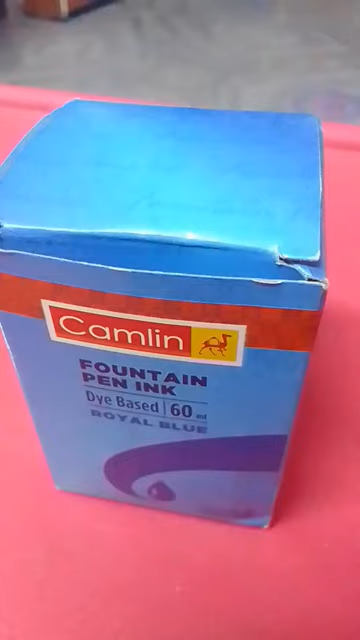 Camlin
FOUNTAIN
PEN INK
Dye Based | 60 ml
ROYAL BLUE